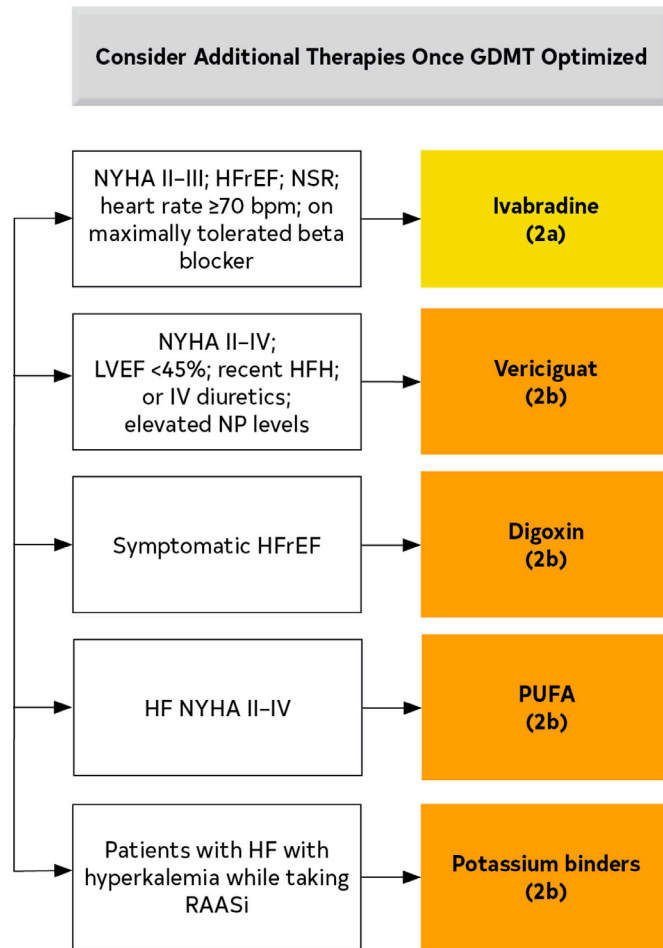 Consider Additional Therapies Once GDMT Optimized
NYHA II–III; HFrEF; NSR;
heart rate ≥70 bpm; on
maximally tolerated beta
blocker
Ivabradine
(2a)
NYHA II–IV;
LVEF <45%; recent HFH;
or IV diuretics;
elevated NP levels
Vericiguat
(2b)
Symptomatic HFrEF
Digoxin
(2b)
HF NYHA II–IV
PUFA
(2b)
Patients with HF with
hyperkalemia while taking
RAASi
Potassium binders
(2b)